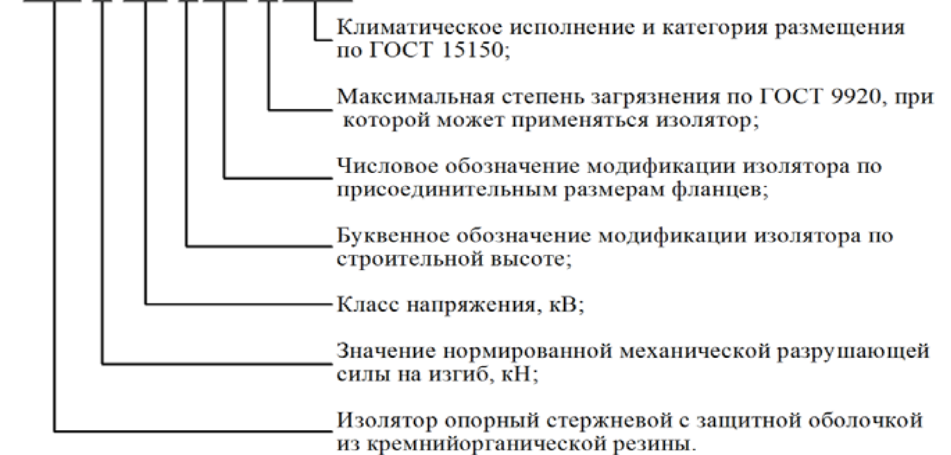 Климатическое исполнение и категория размещения
по ГОСТ 15150;
Максимальная степень загрязнения по ГОСТ 9920, при
которой может применяться изолятор;
Числовое обозначение модификации изолятора по
присоединительным размерам фланцев;
Буквенное обозначение модификации изолятора по
строительной высоте;
Класс напряжения, кВ;
Значение нормированной механической разрушающей
силы на изгиб, кН;
Изолятор опорный стержневой с защитной оболочкой
из кремнийорганической резины.